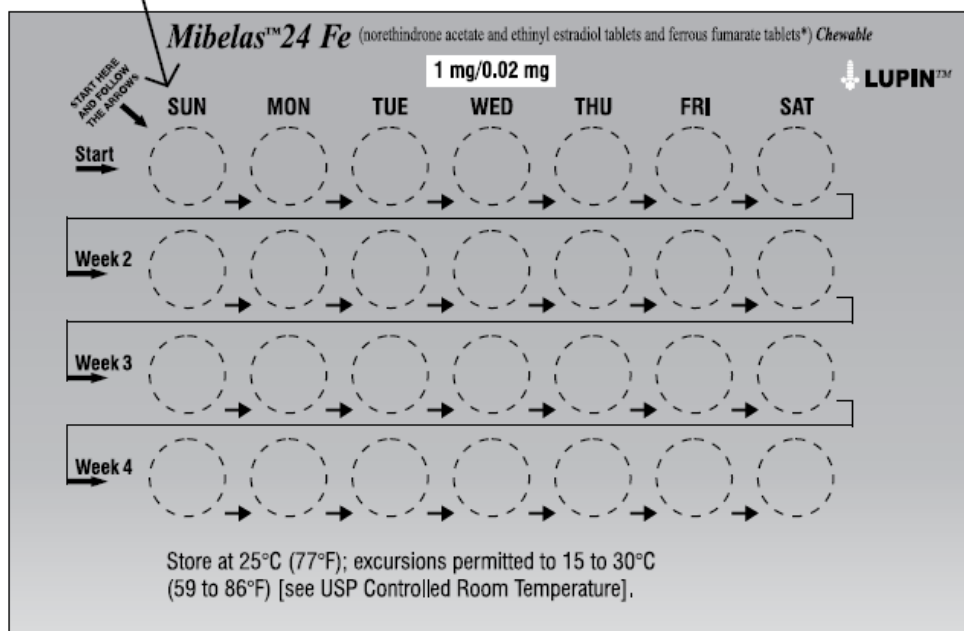 Mibelas™ 24 Fe (norethindrone acetate and ethinyl estradiol tablets and ferrous fumarate tablets*) Chewable
1 mg/0.02 mg
LUPIN™
START HERE
AND FOLLOW
THE ARROWS
SUN MON TUE WED THU FRI SAT
Start
Week 2
Week 3
Week 4
Store at 25°C (77°F); excursions permitted to 15 to 30°C
(59 to 86°F) [see USP Controlled Room Temperature].